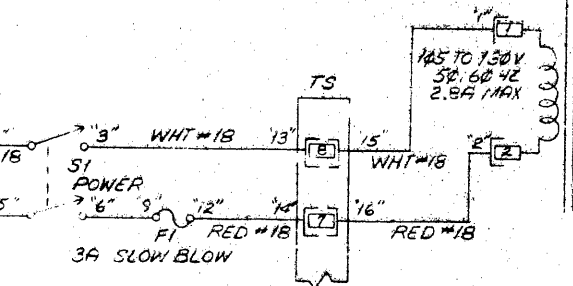 "1" 1
105 TO 130V
50, 60 HZ
2.8A MAX
TS
"3" WHT #18 "13" 8 "15" WHT #18 "2" 2
18
S1
POWER
5" "6" "9" "12" "14" 7 "16"
F1 RED #18 RED #18
3A SLOW BLOW